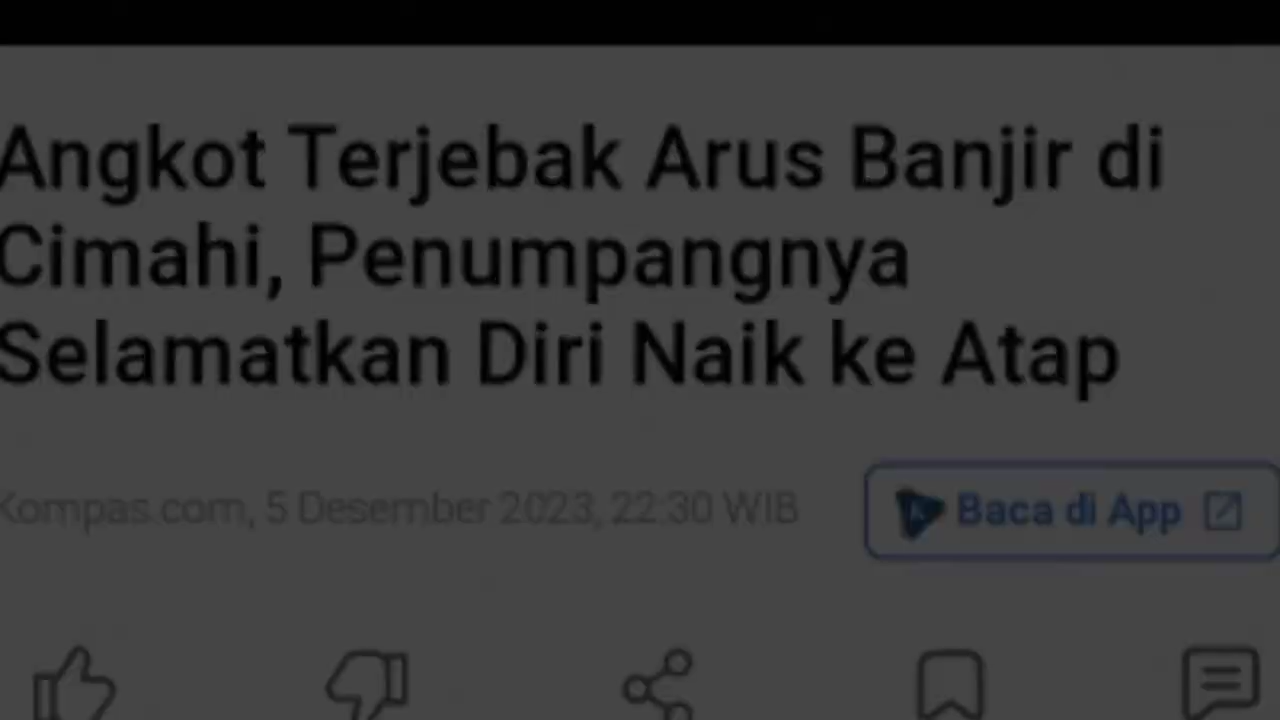 Angkot Terjebak Arus Banjir di
Cimahi, Penumpangnya
Selamatkan Diri Naik ke Atap
Kompas.com, 5 Desember 2023, 22:30 WIB
Baca di App